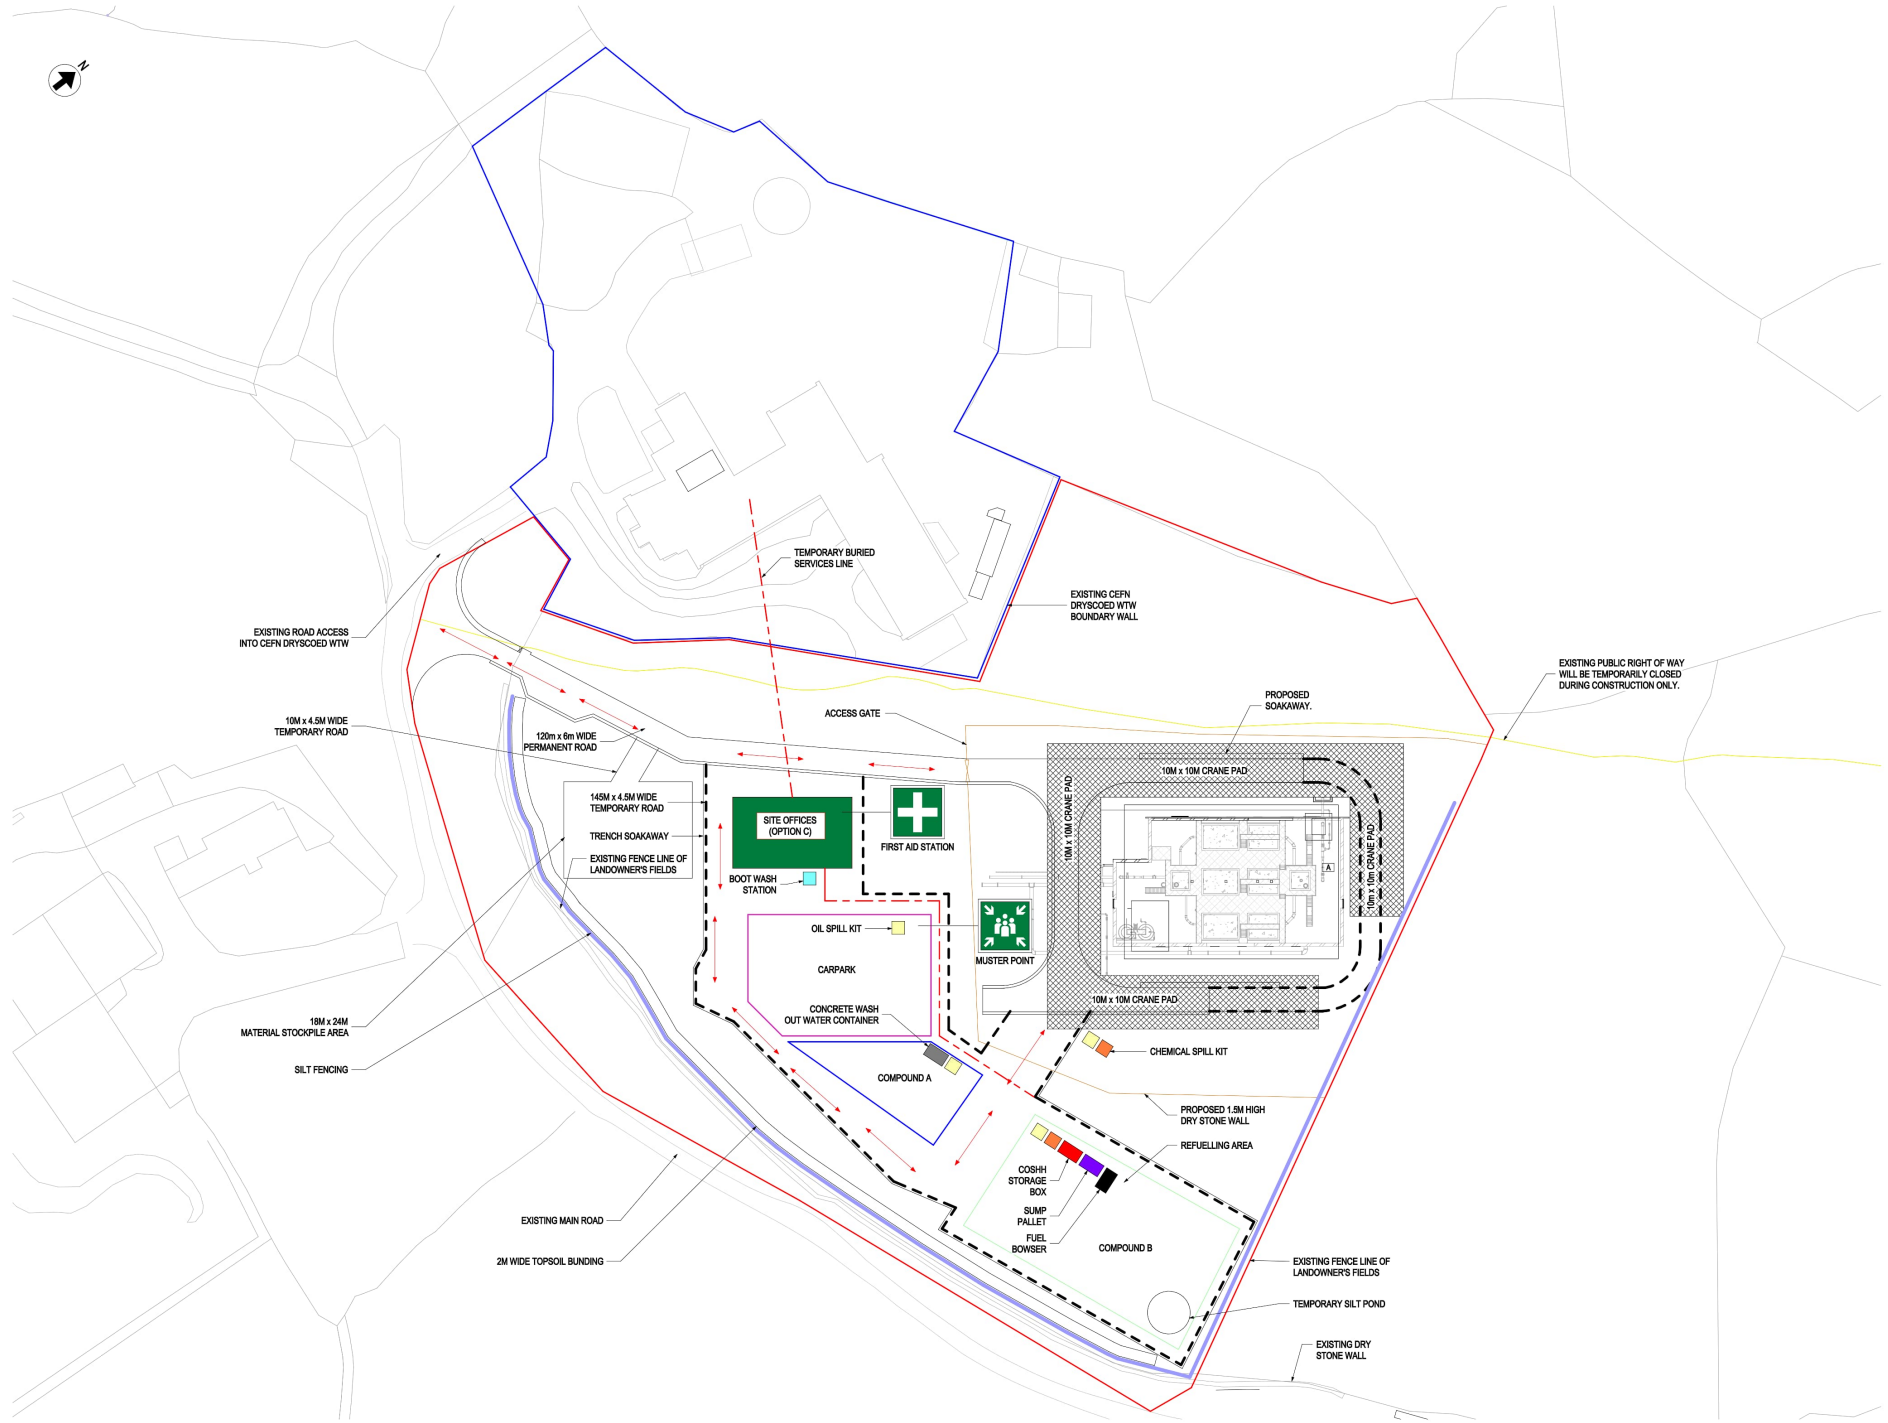 N
TEMPORARY BURIED
SERVICES LINE
EXISTING CEFN
DRYSCOED WTW
BOUNDARY WALL
EXISTING ROAD ACCESS
INTO CEFN DRYSCOED WTW
EXISTING PUBLIC RIGHT OF WAY
WILL BE TEMPORARILY CLOSED
DURING CONSTRUCTION ONLY.
PROPOSED
SOAKAWAY.
ACCESS GATE
10M x 4.5M WIDE
TEMPORARY ROAD
120m x 6m WIDE
PERMANENT ROAD
10M x 10M CRANE PAD
10M x 10M CRANE PAD
10m x 10m CRANE PAD
10M x 10M CRANE PAD
A
145M x 4.5M WIDE
TEMPORARY ROAD
TRENCH SOAKAWAY
EXISTING FENCE LINE OF
LANDOWNER'S FIELDS
SITE OFFICES
(OPTION C)
FIRST AID STATION
BOOT WASH
STATION
OIL SPILL KIT
CARPARK
MUSTER POINT
CONCRETE WASH
OUT WATER CONTAINER
18M x 24M
MATERIAL STOCKPILE AREA
SILT FENCING
COMPOUND A
CHEMICAL SPILL KIT
PROPOSED 1.5M HIGH
DRY STONE WALL
REFUELLING AREA
COSHH
STORAGE
BOX
SUMP
PALLET
FUEL
BOWSER
COMPOUND B
EXISTING MAIN ROAD
2M WIDE TOPSOIL BUNDING
EXISTING FENCE LINE OF
LANDOWNER'S FIELDS
TEMPORARY SILT POND
EXISTING DRY
STONE WALL